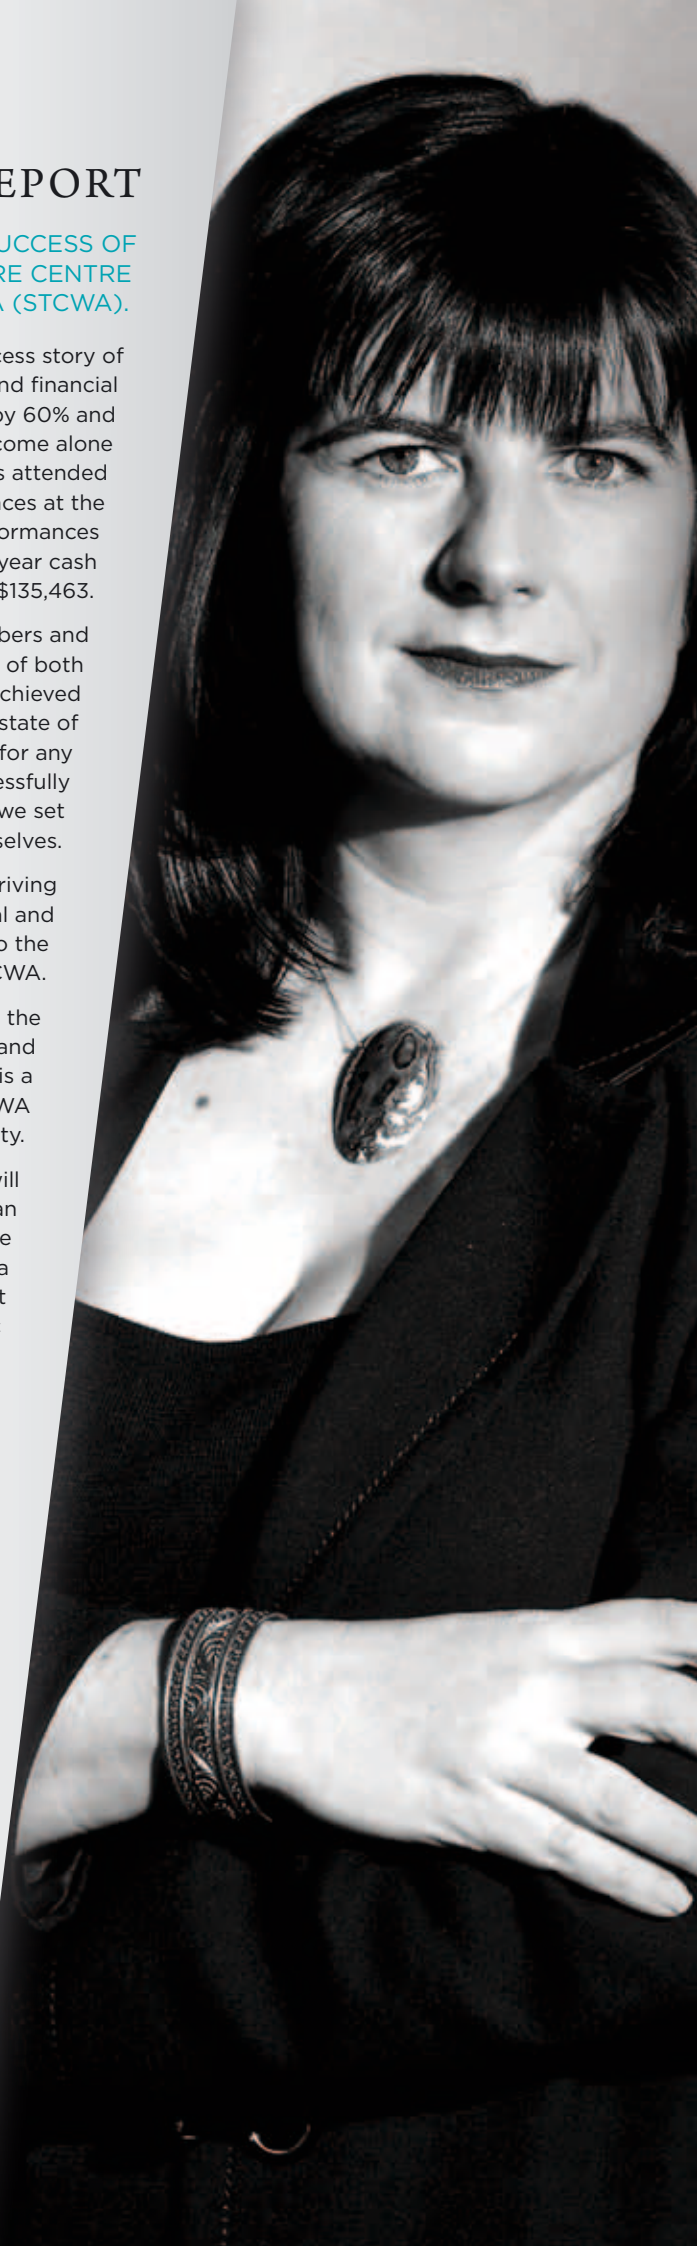 EPORT
UCCESS OF
RE CENTRE
A (STCWA).
cess story of
nd financial
by 60% and
come alone
s attended
nces at the
ormances
year cash
$135,463.
bers and
of both
chieved
state of
for any
essfully
we set
selves.
riving
al and
o the
CWA.
the
and
is a
WA
ty.
ill
an
e
a
t